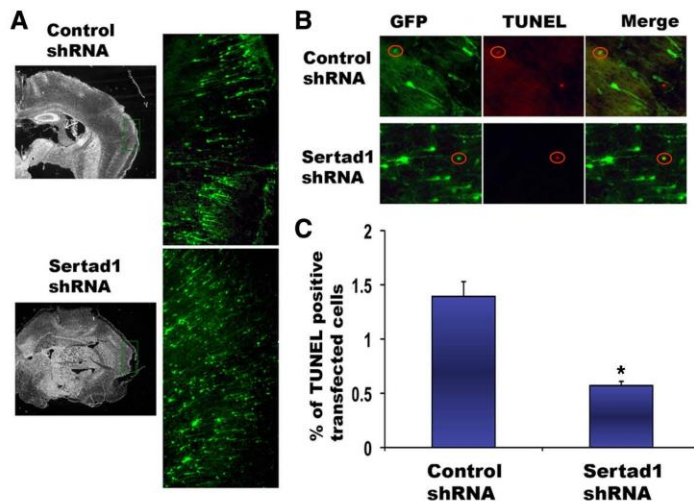 A
Control
shRNA
Sertad1
shRNA
B
GFP TUNEL Merge
Control
shRNA
Sertad1
shRNA
C
% of TUNEL positive
transfected cells
2
1.5
1
0.5
0
*
Control
shRNA
Sertad1
shRNA